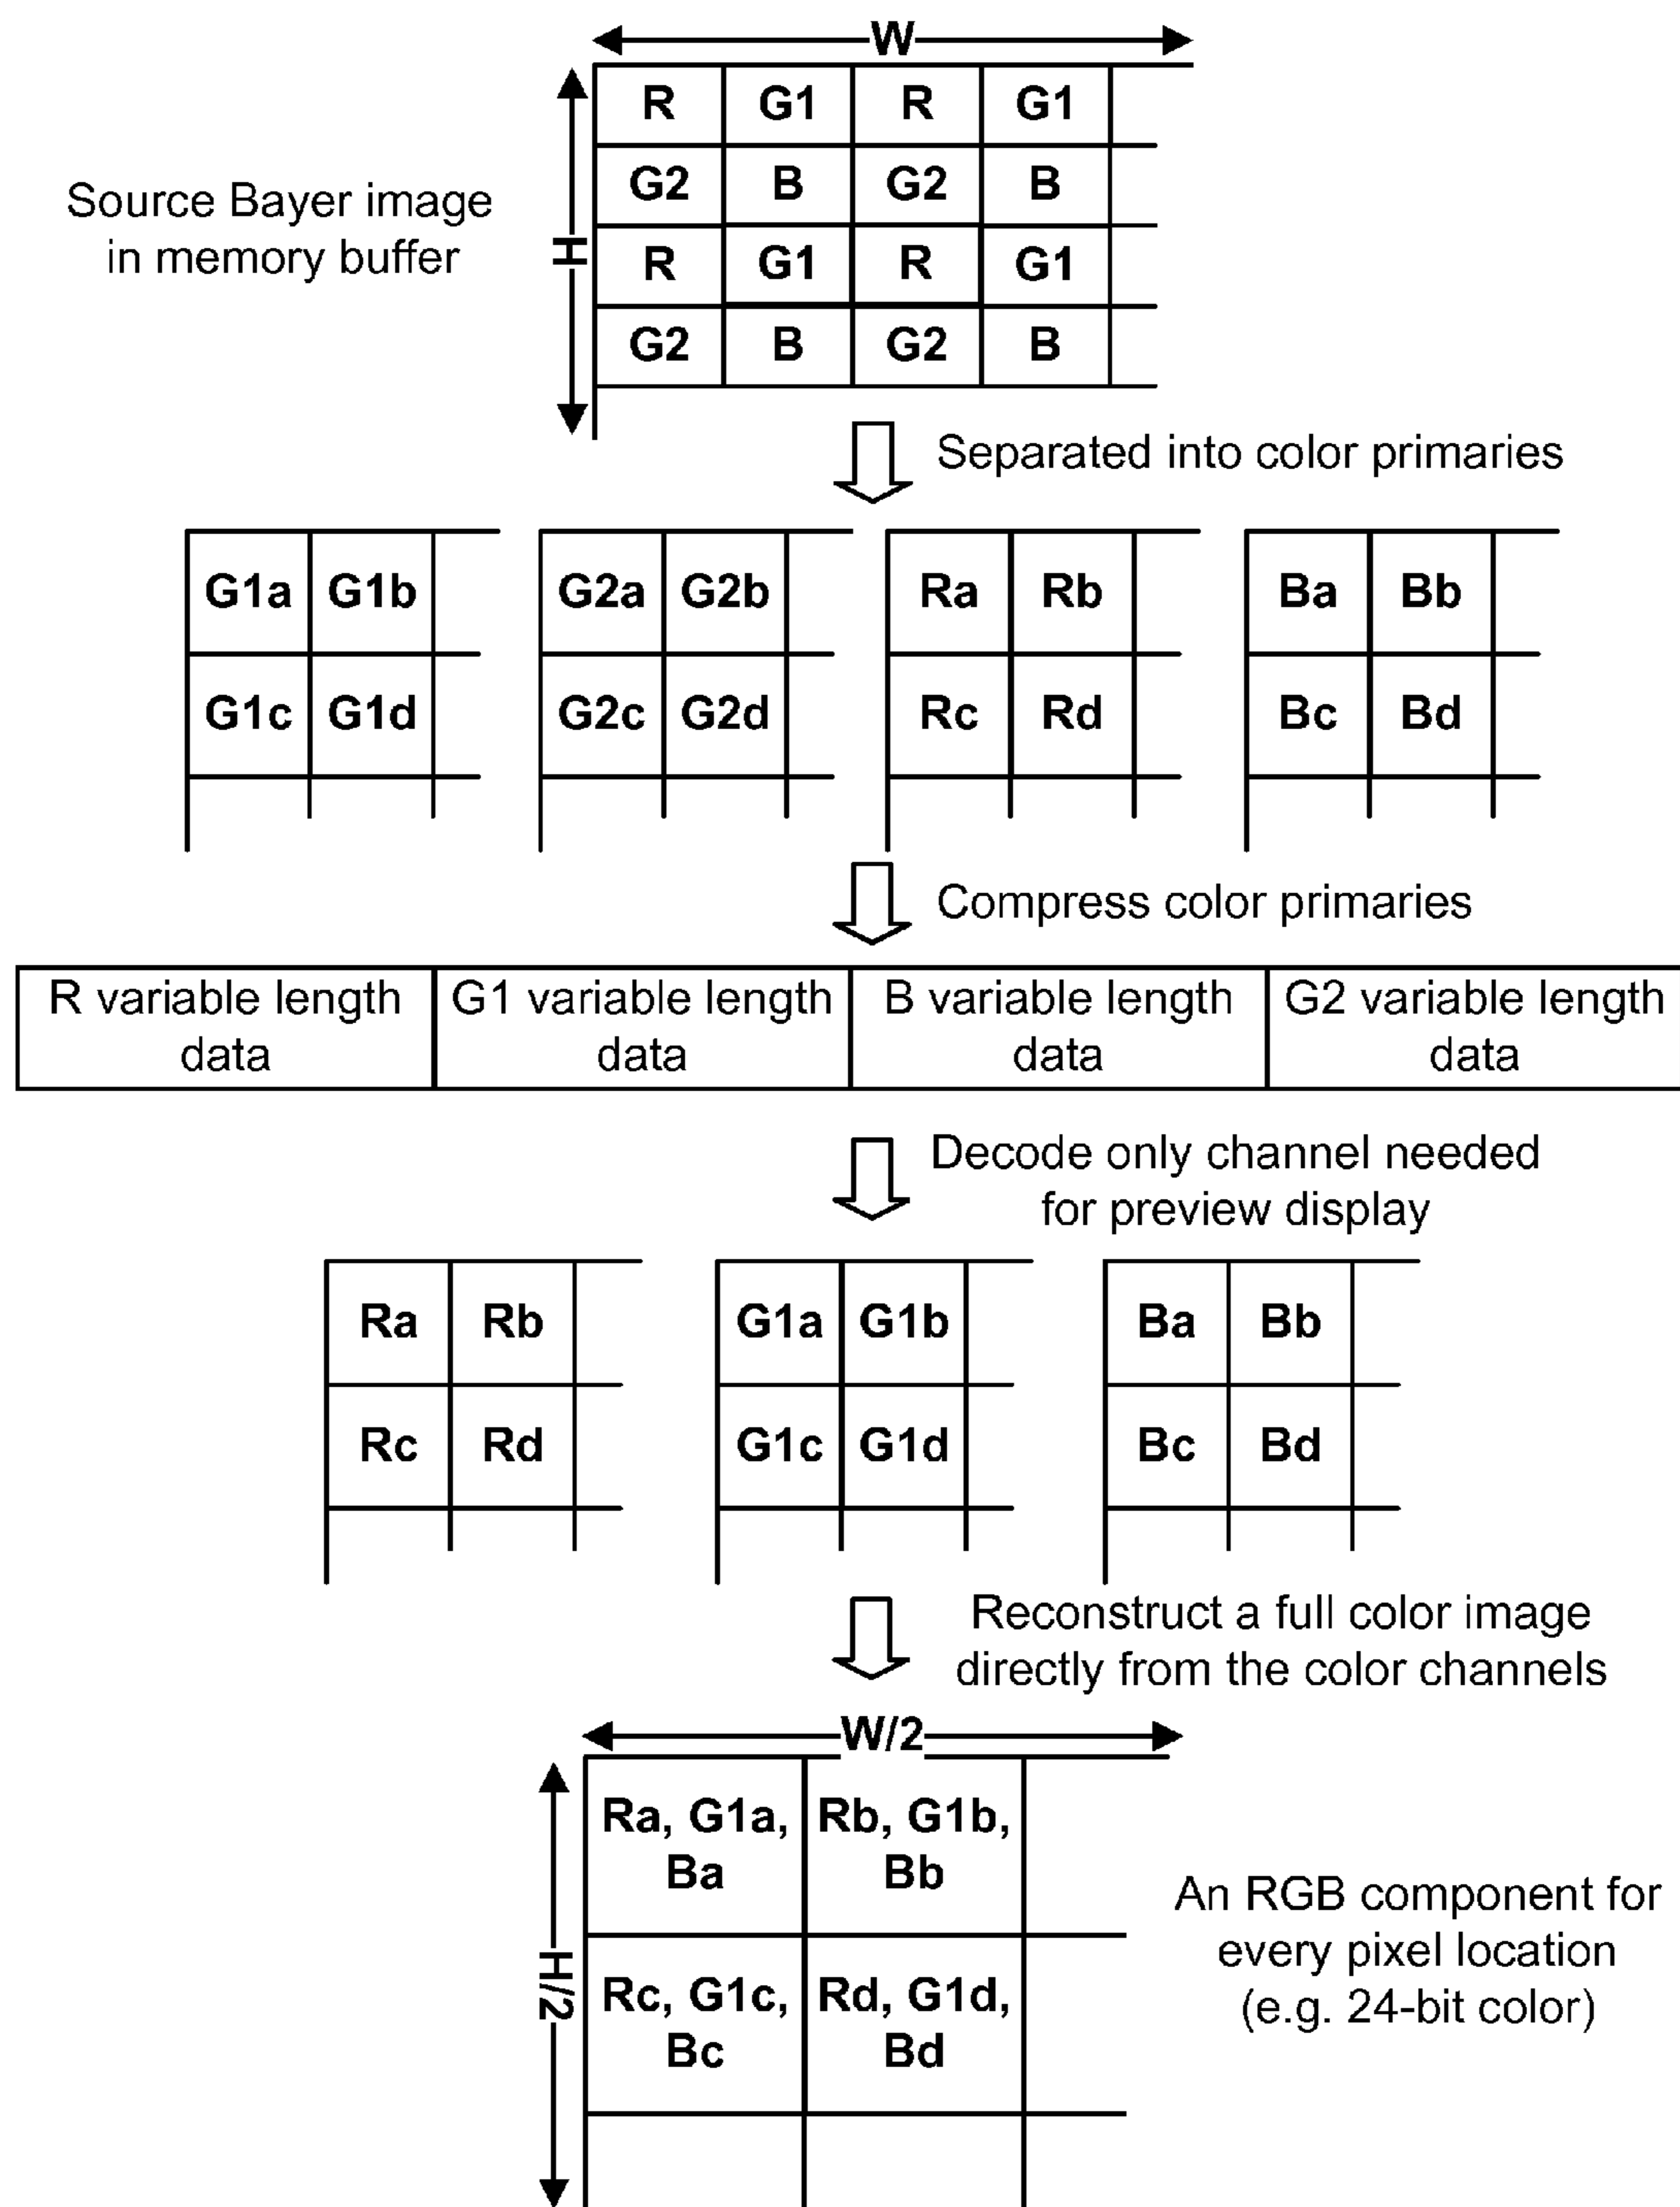 W
R G1 R G1
G2 B G2 B
R G1 R G1
G2 B G2 B
H
Source Bayer image
in memory buffer
Separated into color primaries
G1a G1b G2a G2b Ra Rb Ba Bb
G1c G1d G2c G2d Rc Rd Bc Bd
Compress color primaries
R variable length
data
G1 variable length
data
B variable length
data
G2 variable length
data
Decode only channel needed
for preview display
Ra Rb G1a G1b Ba Bb
Rc Rd G1c G1d Bc Bd
Reconstruct a full color image
directly from the color channels
W/2
H/2
Ra, G1a,
Ba
Rb, G1b,
Bb
Rc, G1c,
Bc
Rd, G1d,
Bd
An RGB component for
every pixel location
(e.g. 24-bit color)